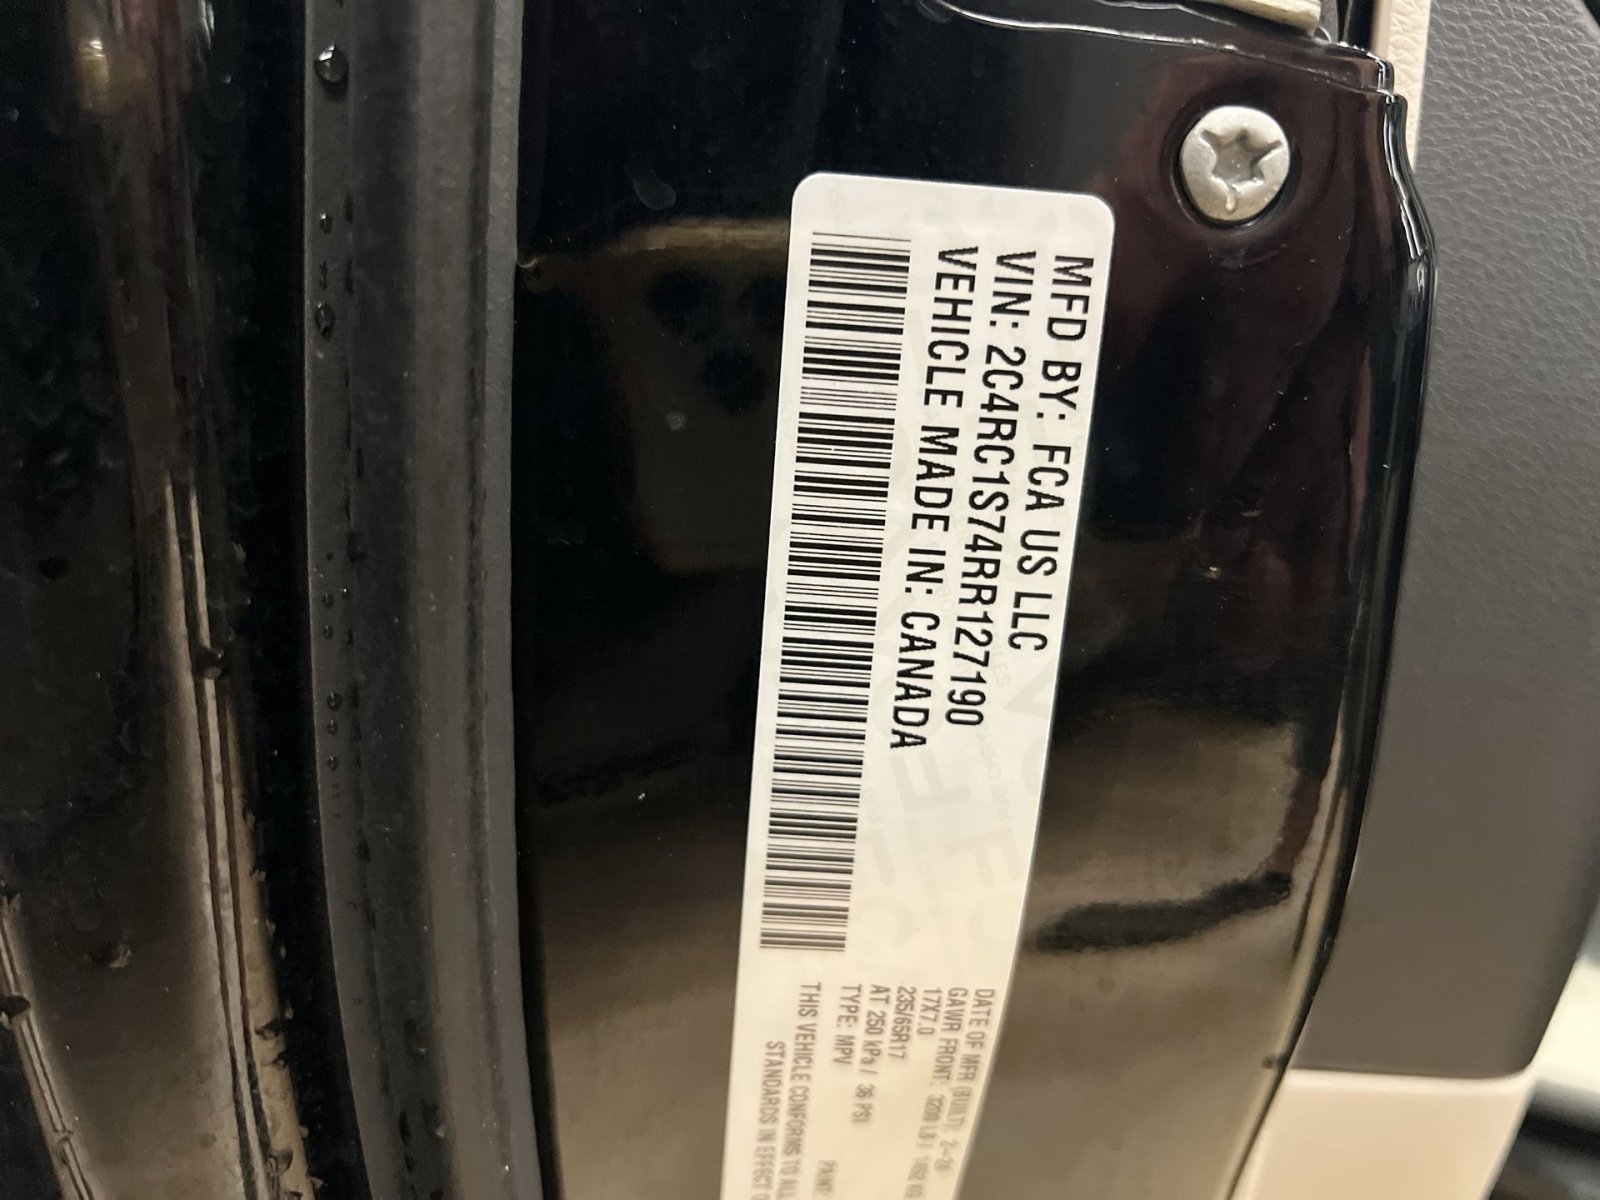 MFD BY: FCA US LLC
VIN: 2C4RC1S74RR127190
VEHICLE MADE IN: CANADA
DATE OF MFR (BUILT):
GAWR FRONT:
17X7.0
235/65R17
AT 250 kPa / 36 PSI
TYPE: MPV
PAINT
THIS VEHICLE CONFORMS TO ALL
STANDARDS IN EFFECT